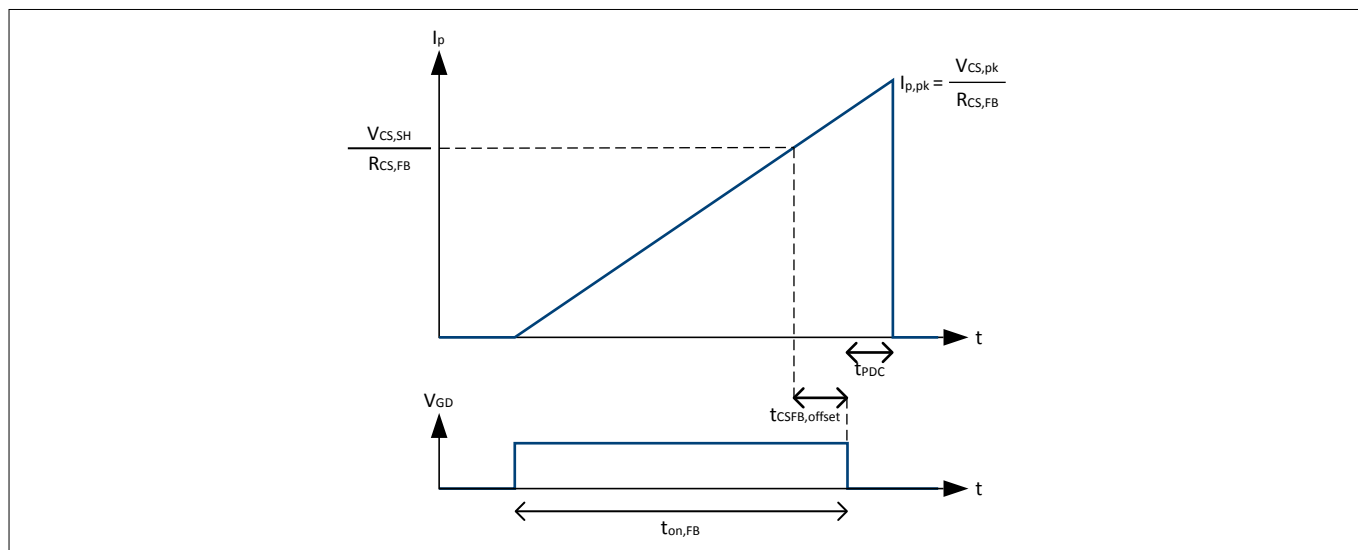 Ip
Ip,pk = VCS,pk
RCS,FB
VCS,SH
RCS,FB
t
tPDC
VGD
tCSFB,offset
t
ton,FB